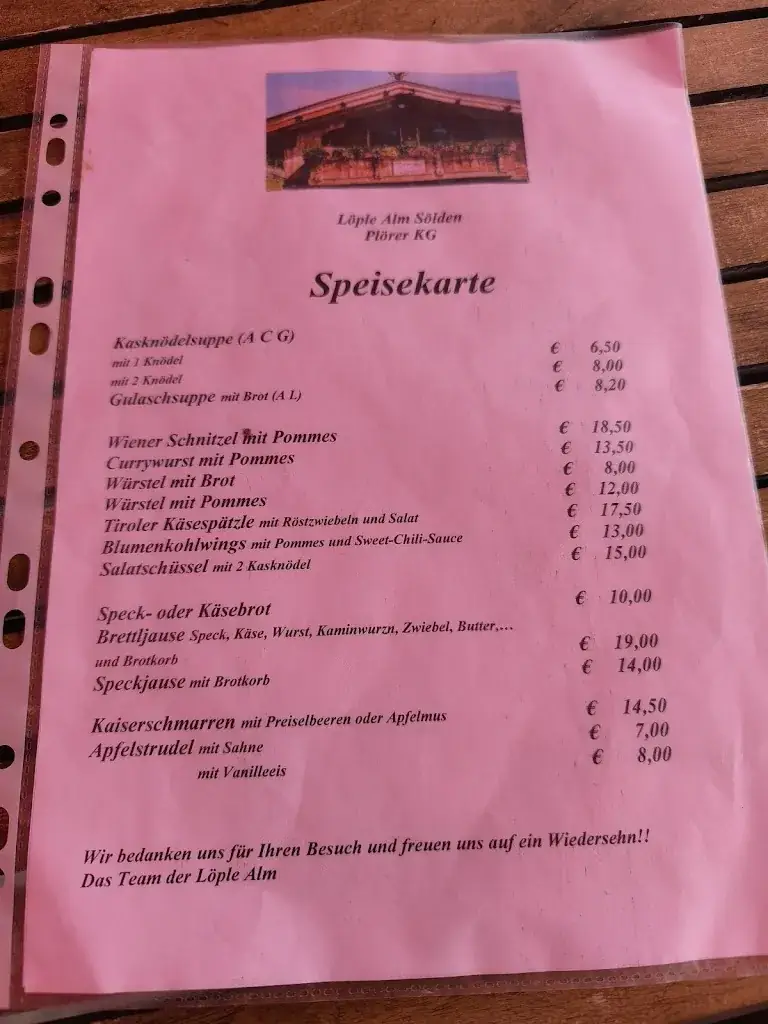 Löple Alm Sölden
Plörer KG
Speisekarte
Kasknödelsuppe (A C G)
mit 1 Knödel € 6,50
mit 2 Knödel € 8,00
Gulaschsuppe mit Brot (A L) € 8,20
Wiener Schnitzel mit Pommes € 18,50
Currywurst mit Pommes € 13,50
Würstel mit Brot € 8,00
Würstel mit Pommes € 12,00
Tiroler Käsespätzle mit Röstzwiebeln und Salat € 17,50
Blumenkohlwings mit Pommes und Sweet-Chili-Sauce € 13,00
Salatschüssel mit 2 Kasknödel € 15,00
Speck- oder Käsebrot € 10,00
Brettljause Speck, Käse, Wurst, Kaminwurzn, Zwiebel, Butter,...
und Brotkorb € 19,00
Speckjause mit Brotkorb € 14,00
Kaiserschmarren mit Preiselbeeren oder Apfelmus € 14,50
Apfelstrudel mit Sahne € 7,00
mit Vanilleeis € 8,00
Wir bedanken uns für Ihren Besuch und freuen uns auf ein Wiedersehn!!
Das Team der Löple Alm